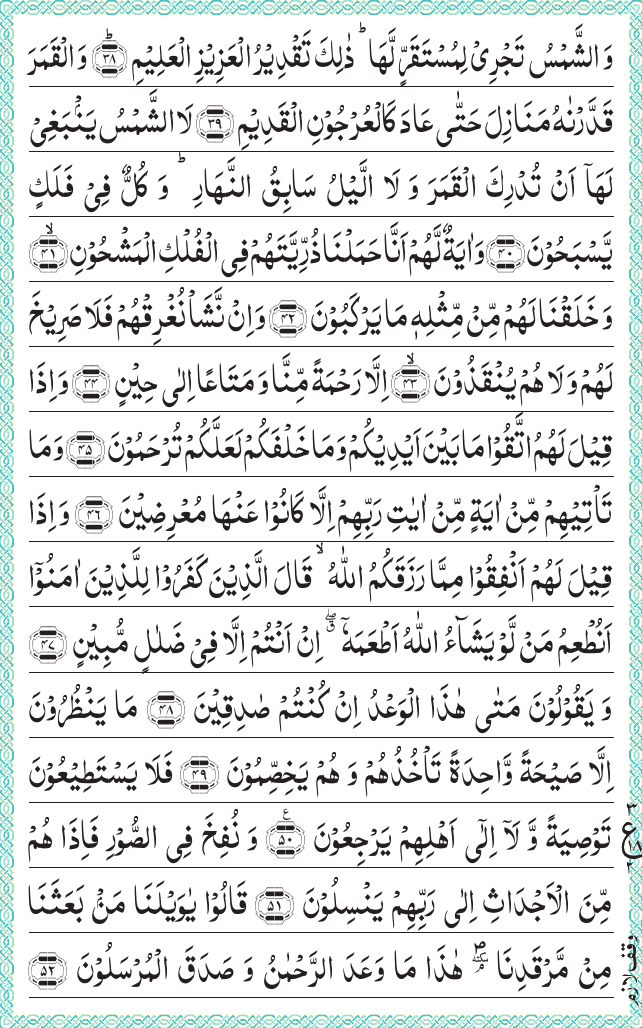 وَالشَّمْسُ تَجْرِیْ لِمُسْتَقَرٍّ لَّهَا ؕ ذٰلِكَ تَقْدِیْرُ الْعَزِیْزِ الْعَلِیْمِ ؕ﴿۳۸﴾ وَالْقَمَرَ
قَدَّرْنٰهُ مَنَازِلَ حَتّٰی عَادَ كَالْعُرْجُوْنِ الْقَدِیْمِ ﴿۳۹﴾ لَا الشَّمْسُ یَنْۢبَغِیْ
لَهَاۤ اَنْ تُدْرِكَ الْقَمَرَ وَ لَا الَّیْلُ سَابِقُ النَّهَارِ ؕ وَ كُلٌّ فِیْ فَلَكٍ
یَّسْبَحُوْنَ ﴿۴۰﴾ وَاٰیَةٌ لَّهُمْ اَنَّا حَمَلْنَا ذُرِّیَّتَهُمْ فِی الْفُلْكِ الْمَشْحُوْنِ ۙ﴿۴۱﴾
وَ خَلَقْنَا لَهُمْ مِّنْ مِّثْلِهٖ مَا یَرْكَبُوْنَ ﴿۴۲﴾ وَ اِنْ نَّشَاْ نُغْرِقْهُمْ فَلَا صَرِیْخَ
لَهُمْ وَ لَا هُمْ یُنْقَذُوْنَ ۙ﴿۴۳﴾ اِلَّا رَحْمَةً مِّنَّا وَ مَتَاعًا اِلٰی حِیْنٍ ﴿۴۴﴾ وَ اِذَا
قِیْلَ لَهُمُ اتَّقُوْا مَا بَیْنَ اَیْدِیْكُمْ وَ مَا خَلْفَكُمْ لَعَلَّكُمْ تُرْحَمُوْنَ ﴿۴۵﴾ وَ مَا
تَاْتِیْهِمْ مِّنْ اٰیَةٍ مِّنْ اٰیٰتِ رَبِّهِمْ اِلَّا كَانُوْا عَنْهَا مُعْرِضِیْنَ ﴿۴۶﴾ وَ اِذَا
قِیْلَ لَهُمْ اَنْفِقُوْا مِمَّا رَزَقَكُمُ اللّٰهُ ۙ قَالَ الَّذِیْنَ كَفَرُوْا لِلَّذِیْنَ اٰمَنُوْۤا
اَنُطْعِمُ مَنْ لَّوْ یَشَآءُ اللّٰهُ اَطْعَمَهٗۤ ۖۗ اِنْ اَنْتُمْ اِلَّا فِیْ ضَلٰلٍ مُّبِیْنٍ ﴿۴۷﴾
وَ یَقُوْلُوْنَ مَتٰی هٰذَا الْوَعْدُ اِنْ كُنْتُمْ صٰدِقِیْنَ ﴿۴۸﴾ مَا یَنْظُرُوْنَ
اِلَّا صَیْحَةً وَّاحِدَةً تَاْخُذُهُمْ وَ هُمْ یَخِصِّمُوْنَ ﴿۴۹﴾ فَلَا یَسْتَطِیْعُوْنَ
تَوْصِیَةً وَّ لَاۤ اِلٰۤی اَهْلِهِمْ یَرْجِعُوْنَ ﴿۵۰﴾ ع وَ نُفِخَ فِی الصُّوْرِ فَاِذَا هُمْ
۳ ع ۱۸
مِّنَ الْاَجْدَاثِ اِلٰی رَبِّهِمْ یَنْسِلُوْنَ ﴿۵۱﴾ قَالُوْا یٰوَیْلَنَا مَنْۢ بَعَثَنَا
مِنْ مَّرْقَدِنَا ٜۘ هٰذَا مَا وَعَدَ الرَّحْمٰنُ وَ صَدَقَ الْمُرْسَلُوْنَ ﴿۵۲﴾
وقف لازم